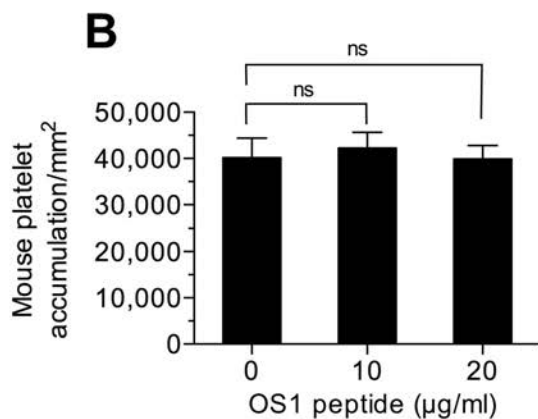 B
ns
ns
50,000
40,000
30,000
20,000
10,000
0
Mouse platelet
accumulation/mm²
0 10 20
OS1 peptide (µg/ml)